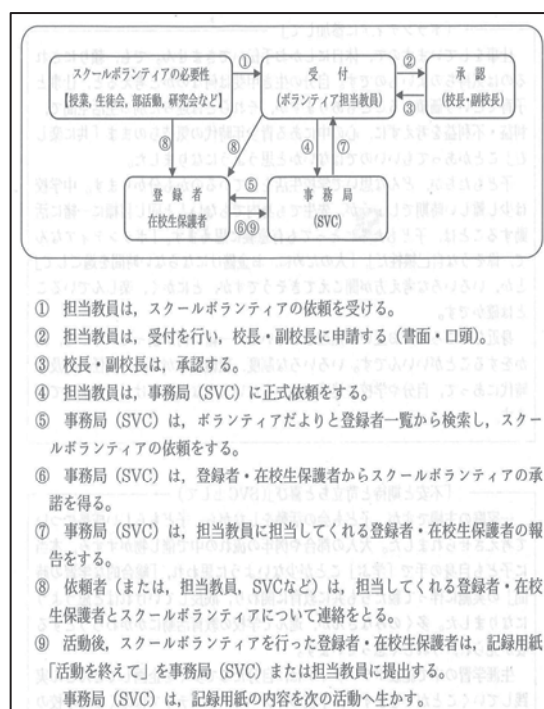 ① ②
スクールボランティアの必要性 受付 承認
【授業, 生徒会, 部活動, 研究会など】 (ボランティア担当教員) (校長・副校長)
③
⑧ ⑧ ④ ⑦
登録者 ⑤ 事務局
在校生保護者 ⑥⑨ (SVC)
① 担当教員は，スクールボランティアの依頼を受ける。
② 担当教員は，受付を行い，校長・副校長に申請する（書面・口頭）。
③ 校長・副校長は，承認する。
④ 担当教員は，事務局（SVC）に正式依頼をする。
⑤ 事務局（SVC）は，ボランティアだよりと登録者一覧から検索し，スクー
ルボランティアの依頼をする。
⑥ 事務局（SVC）は，登録者・在校生保護者からスクールボランティアの承
諾を得る。
⑦ 事務局（SVC）は，担当教員に担当してくれる登録者・在校生保護者の報
告をする。
⑧ 依頼者（または，担当教員，SVCなど）は，担当してくれる登録者・在校
生保護者とスクールボランティアについて連絡をとる。
⑨ 活動後，スクールボランティアを行った登録者・在校生保護者は，記録用紙
「活動を終えて」を事務局（SVC）または担当教員に提出する。
事務局（SVC）は，記録用紙の内容を次の活動へ生かす。